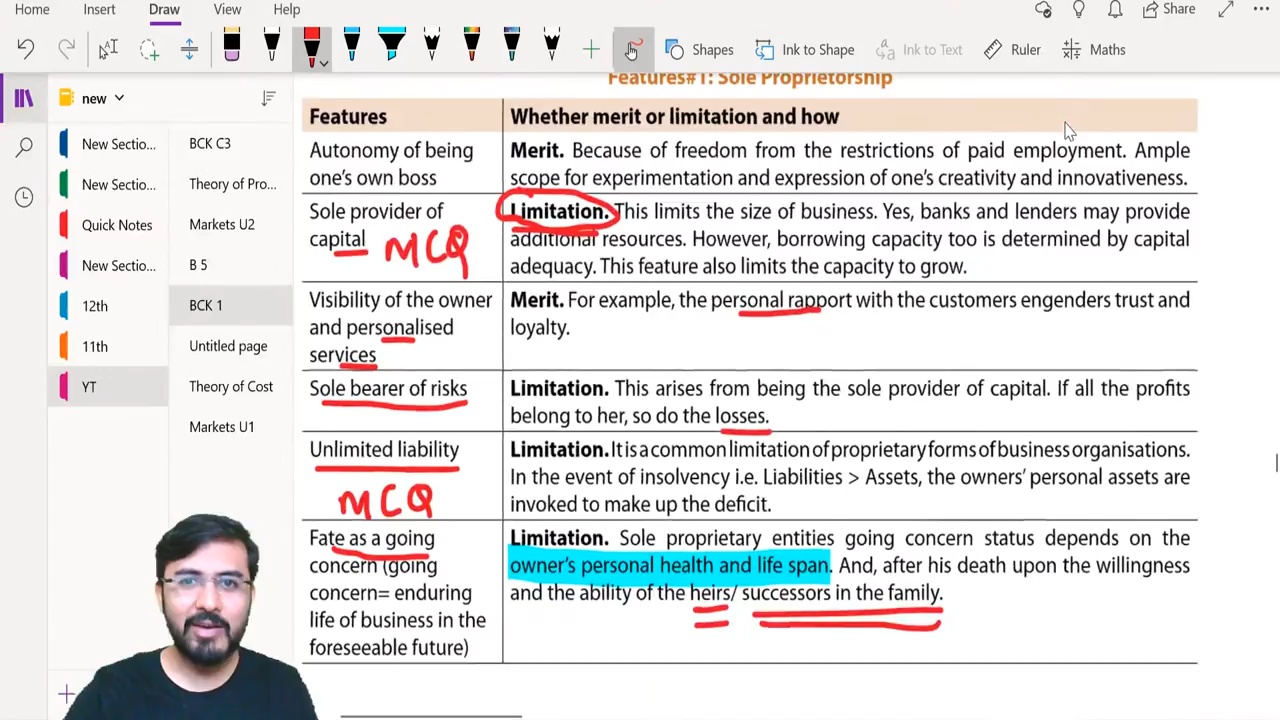 Home Insert Draw View Help Share
Shapes Ink to Shape Ink to Text Ruler Maths
new
New Sectio...
New Sectio...
Quick Notes
New Sectio...
12th
11th
YT
BCK C3
Theory of Pro...
Markets U2
B 5
BCK 1
Untitled page
Theory of Cost
Markets U1
Features#1: Sole Proprietorship
Features Whether merit or limitation and how
Autonomy of being
one's own boss
Merit. Because of freedom from the restrictions of paid employment. Ample
scope for experimentation and expression of one's creativity and innovativeness.
Sole provider of
capital MCQ
Limitation. This limits the size of business. Yes, banks and lenders may provide
additional resources. However, borrowing capacity too is determined by capital
adequacy. This feature also limits the capacity to grow.
Visibility of the owner
and personalised
services
Merit. For example, the personal rapport with the customers engenders trust and
loyalty.
Sole bearer of risks
Limitation. This arises from being the sole provider of capital. If all the profits
belong to her, so do the losses.
Unlimited liability
MCQ
Limitation. It is a common limitation of proprietary forms of business organisations.
In the event of insolvency i.e. Liabilities > Assets, the owners' personal assets are
invoked to make up the deficit.
Fate as a going
concern (going
concern= enduring
life of business in the
foreseeable future)
Limitation. Sole proprietary entities going concern status depends on the
owner's personal health and life span. And, after his death upon the willingness
and the ability of the heirs/ successors in the family.